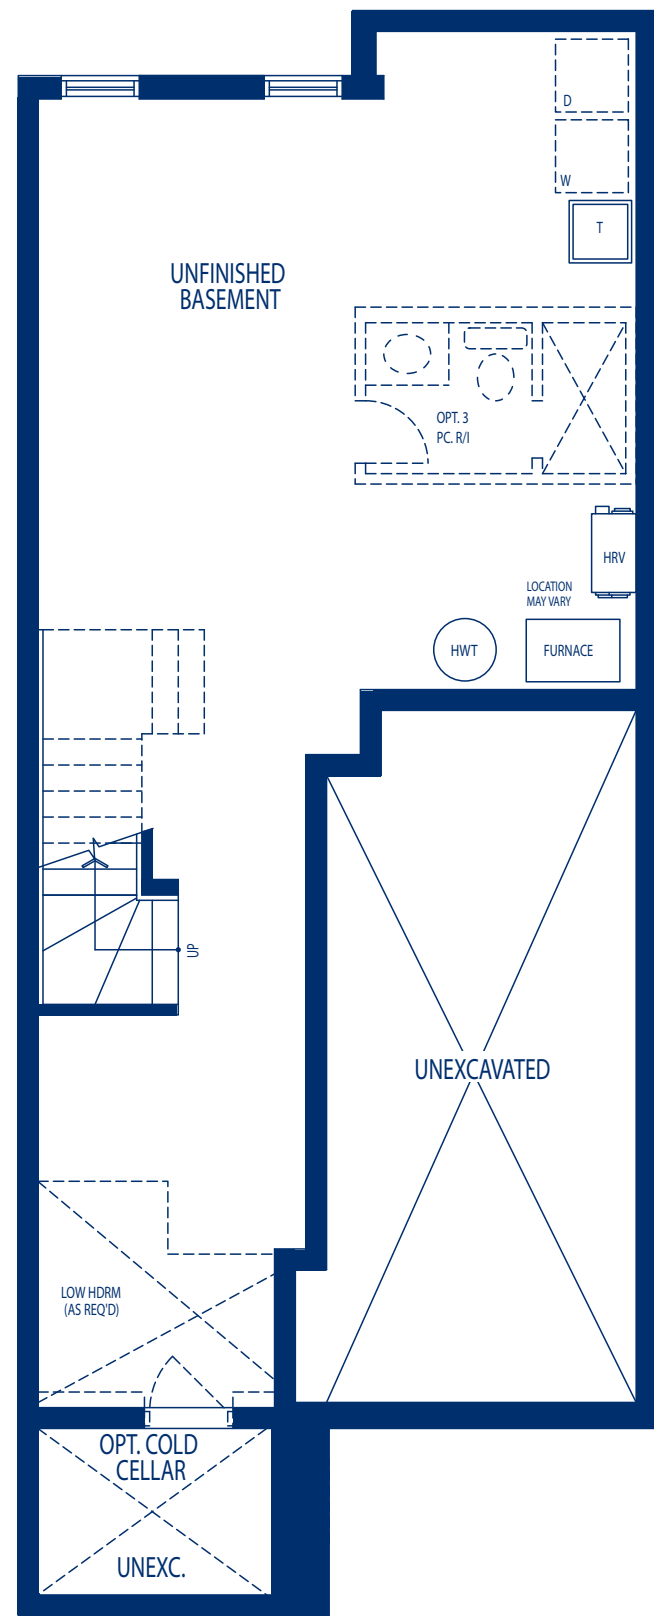 D
W
T
UNFINISHED
BASEMENT
OPT. 3
PC. R/I
HRV
LOCATION
MAY VARY
HWT
FURNACE
UP
UNEXCAVATED
LOW HDRM
(AS REQ'D)
OPT. COLD
CELLAR
UNEXC.